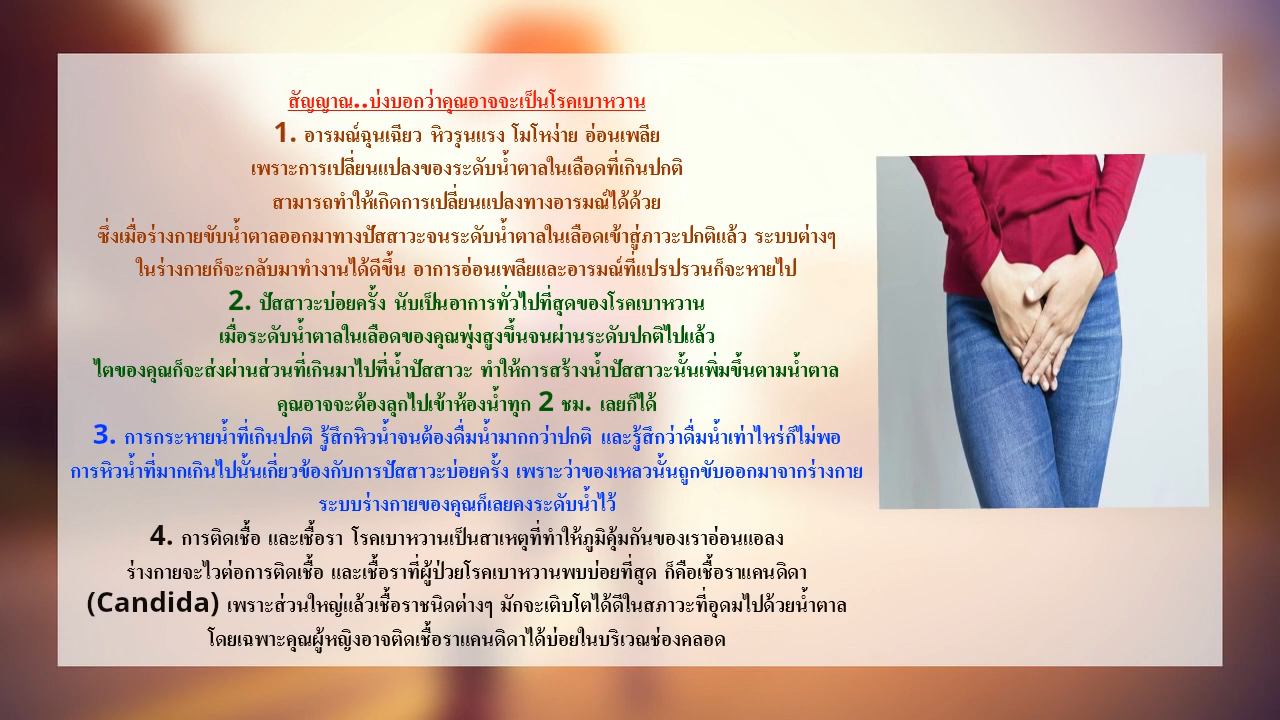 สัญญาณ..บ่งบอกว่าคุณอาจจะเป็นโรคเบาหวาน
1. อารมณ์ฉุนเฉียว หิวรุนแรง โมโหง่าย อ่อนเพลีย
เพราะการเปลี่ยนแปลงของระดับน้ำตาลในเลือดที่เกินปกติ
สามารถทำให้เกิดการเปลี่ยนแปลงทางอารมณ์ได้ด้วย
ซึ่งเมื่อร่างกายขับน้ำตาลออกมาทางปัสสาวะจนระดับน้ำตาลในเลือดเข้าสู่ภาวะปกติแล้ว ระบบต่างๆ
ในร่างกายก็จะกลับมาทำงานได้ดีขึ้น อาการอ่อนเพลียและอารมณ์ที่แปรปรวนก็จะหายไป
2. ปัสสาวะบ่อยครั้ง นับเป็นอาการทั่วไปที่สุดของโรคเบาหวาน
เมื่อระดับน้ำตาลในเลือดของคุณพุ่งสูงขึ้นจนผ่านระดับปกติไปแล้ว
ไตของคุณก็จะส่งผ่านส่วนที่เกินมาไปที่น้ำปัสสาวะ ทำให้การสร้างน้ำปัสสาวะนั้นเพิ่มขึ้นตามน้ำตาล
คุณอาจจะต้องลุกไปเข้าห้องน้ำทุก 2 ชม. เลยก็ได้
3. การกระหายน้ำที่เกินปกติ รู้สึกหิวน้ำจนต้องดื่มน้ำมากกว่าปกติ และรู้สึกว่าดื่มน้ำเท่าไหร่ก็ไม่พอ
การหิวน้ำที่มากเกินไปนั้นเกี่ยวข้องกับการปัสสาวะบ่อยครั้ง เพราะว่าของเหลวนั้นถูกขับออกมาจากร่างกาย
ระบบร่างกายของคุณก็เลยคงระดับน้ำไว้
4. การติดเชื้อ และเชื้อรา โรคเบาหวานเป็นสาเหตุที่ทำให้ภูมิคุ้มกันของเราอ่อนแอลง
ร่างกายจะไวต่อการติดเชื้อ และเชื้อราที่ผู้ป่วยโรคเบาหวานพบบ่อยที่สุด ก็คือเชื้อราแคนดิดา
(Candida) เพราะส่วนใหญ่แล้วเชื้อราชนิดต่างๆ มักจะเติบโตได้ดีในสภาวะที่อุดมไปด้วยน้ำตาล
โดยเฉพาะคุณผู้หญิงอาจติดเชื้อราแคนดิดาได้บ่อยในบริเวณช่องคลอด